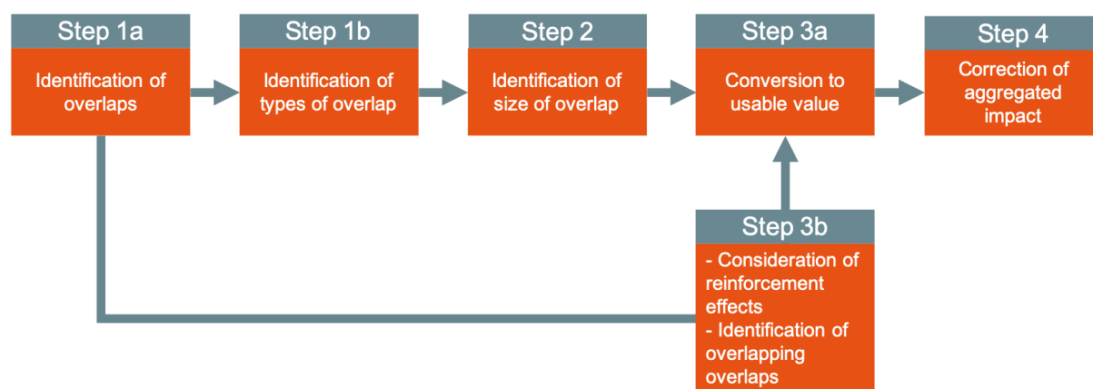 Step 1a
Identification of
overlaps
Step 1b
Identification of
types of overlap
Step 2
Identification of
size of overlap
Step 3a
Conversion to
usable value
Step 4
Correction of
aggregated
impact
Step 3b
- Consideration of
reinforcement
effects
- Identification of
overlapping
overlaps